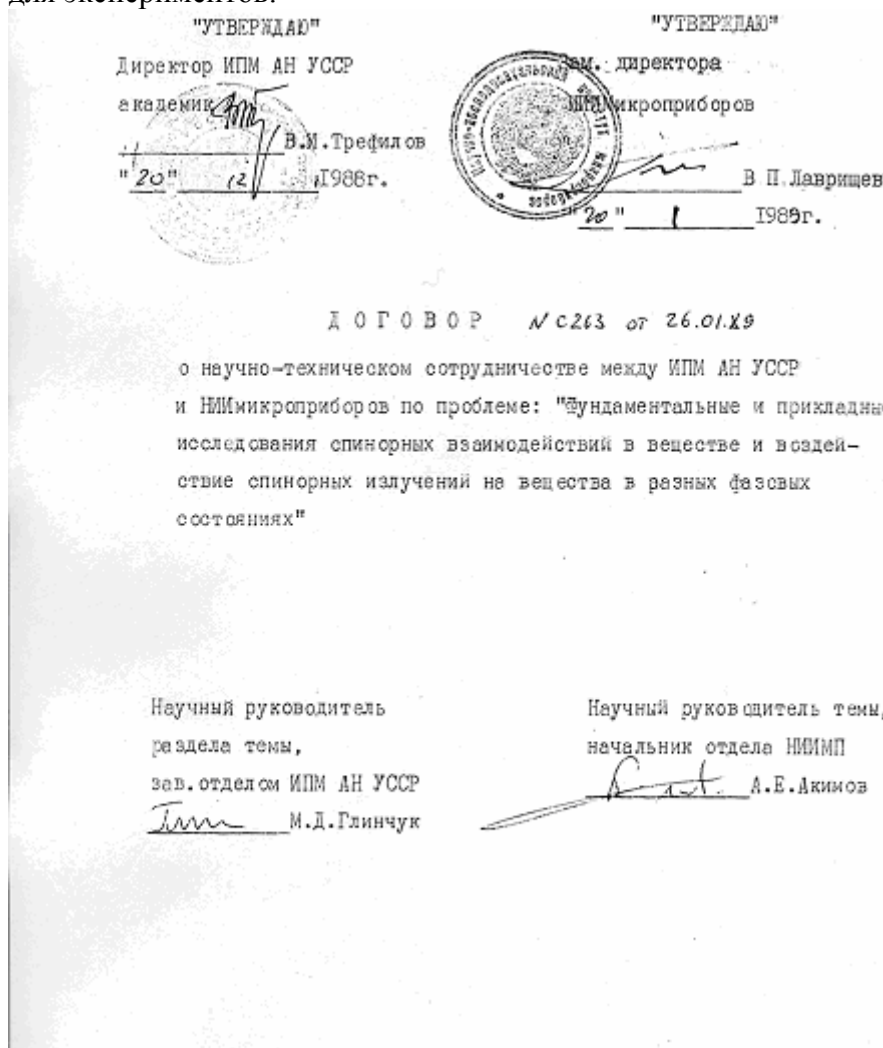 для экспериментов.
"УТВЕРЖДАЮ"
Директор ИПМ АН УССР
академик
В.И.Трефилов
"20" 12 1988г.
"УТВЕРЖДАЮ"
Зам. директора
НИИМикроприборов
В П.Лаврищев
"20" 1 1989г.
ДОГОВОР N С263 от 26.01.89
о научно-техническом сотрудничестве между ИПМ АН УССР
и НИИмикроприборов по проблеме: "Фундаментальные и прикладные
исследования спинорных взаимодействий в веществе и воздей-
ствие спинорных излучений на вещества в разных фазовых
состояниях"
Научный руководитель
раздела темы,
зав.отделом ИПМ АН УССР
М.Д.Глинчук
Научный руководитель темы,
начальник отдела НИИМП
А.Е.Акимов